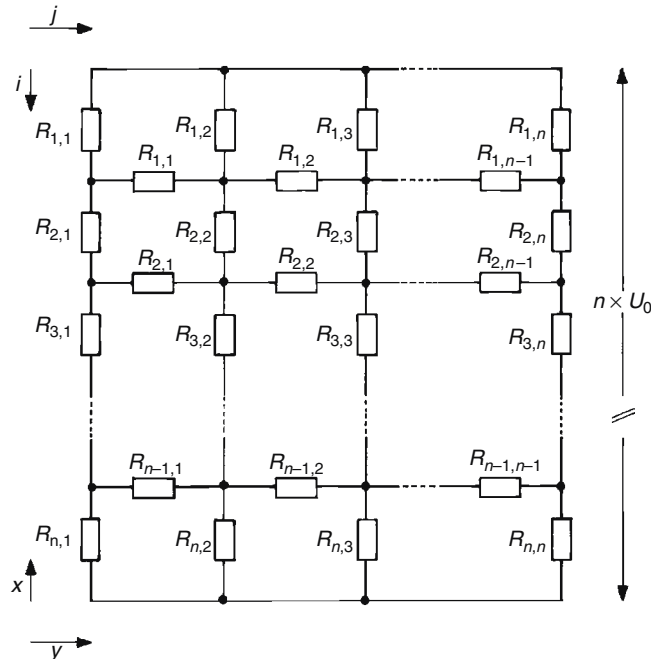 j
i
R1,1 R1,2 R1,3 R1,n
R1,1 R1,2 R1,n–1
R2,1 R2,2 R2,3 R2,n
R2,1 R2,2 R2,n–1
n × U0
R3,1 R3,2 R3,3 R3,n
Rn–1,1 Rn–1,2 Rn–1,n–1
Rn,1 Rn,2 Rn,3 Rn,n
x
y